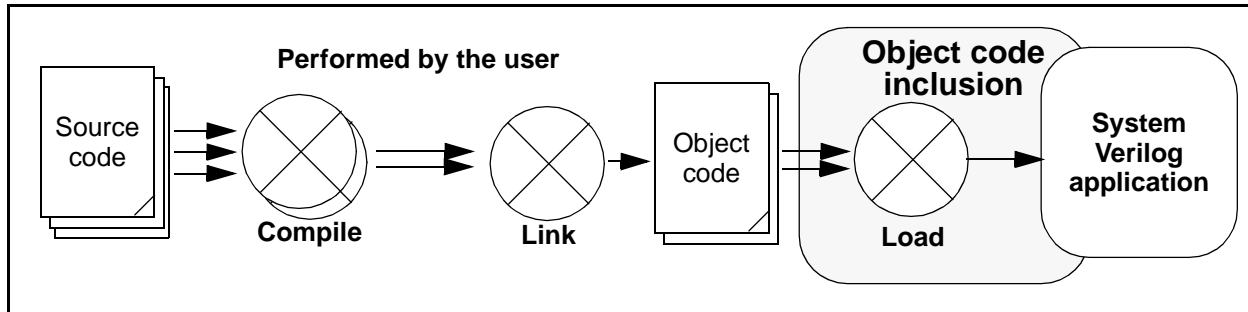 Performed by the user
Object code
inclusion
Source
code
Compile
Link
Object
code
Load
System
Verilog
application